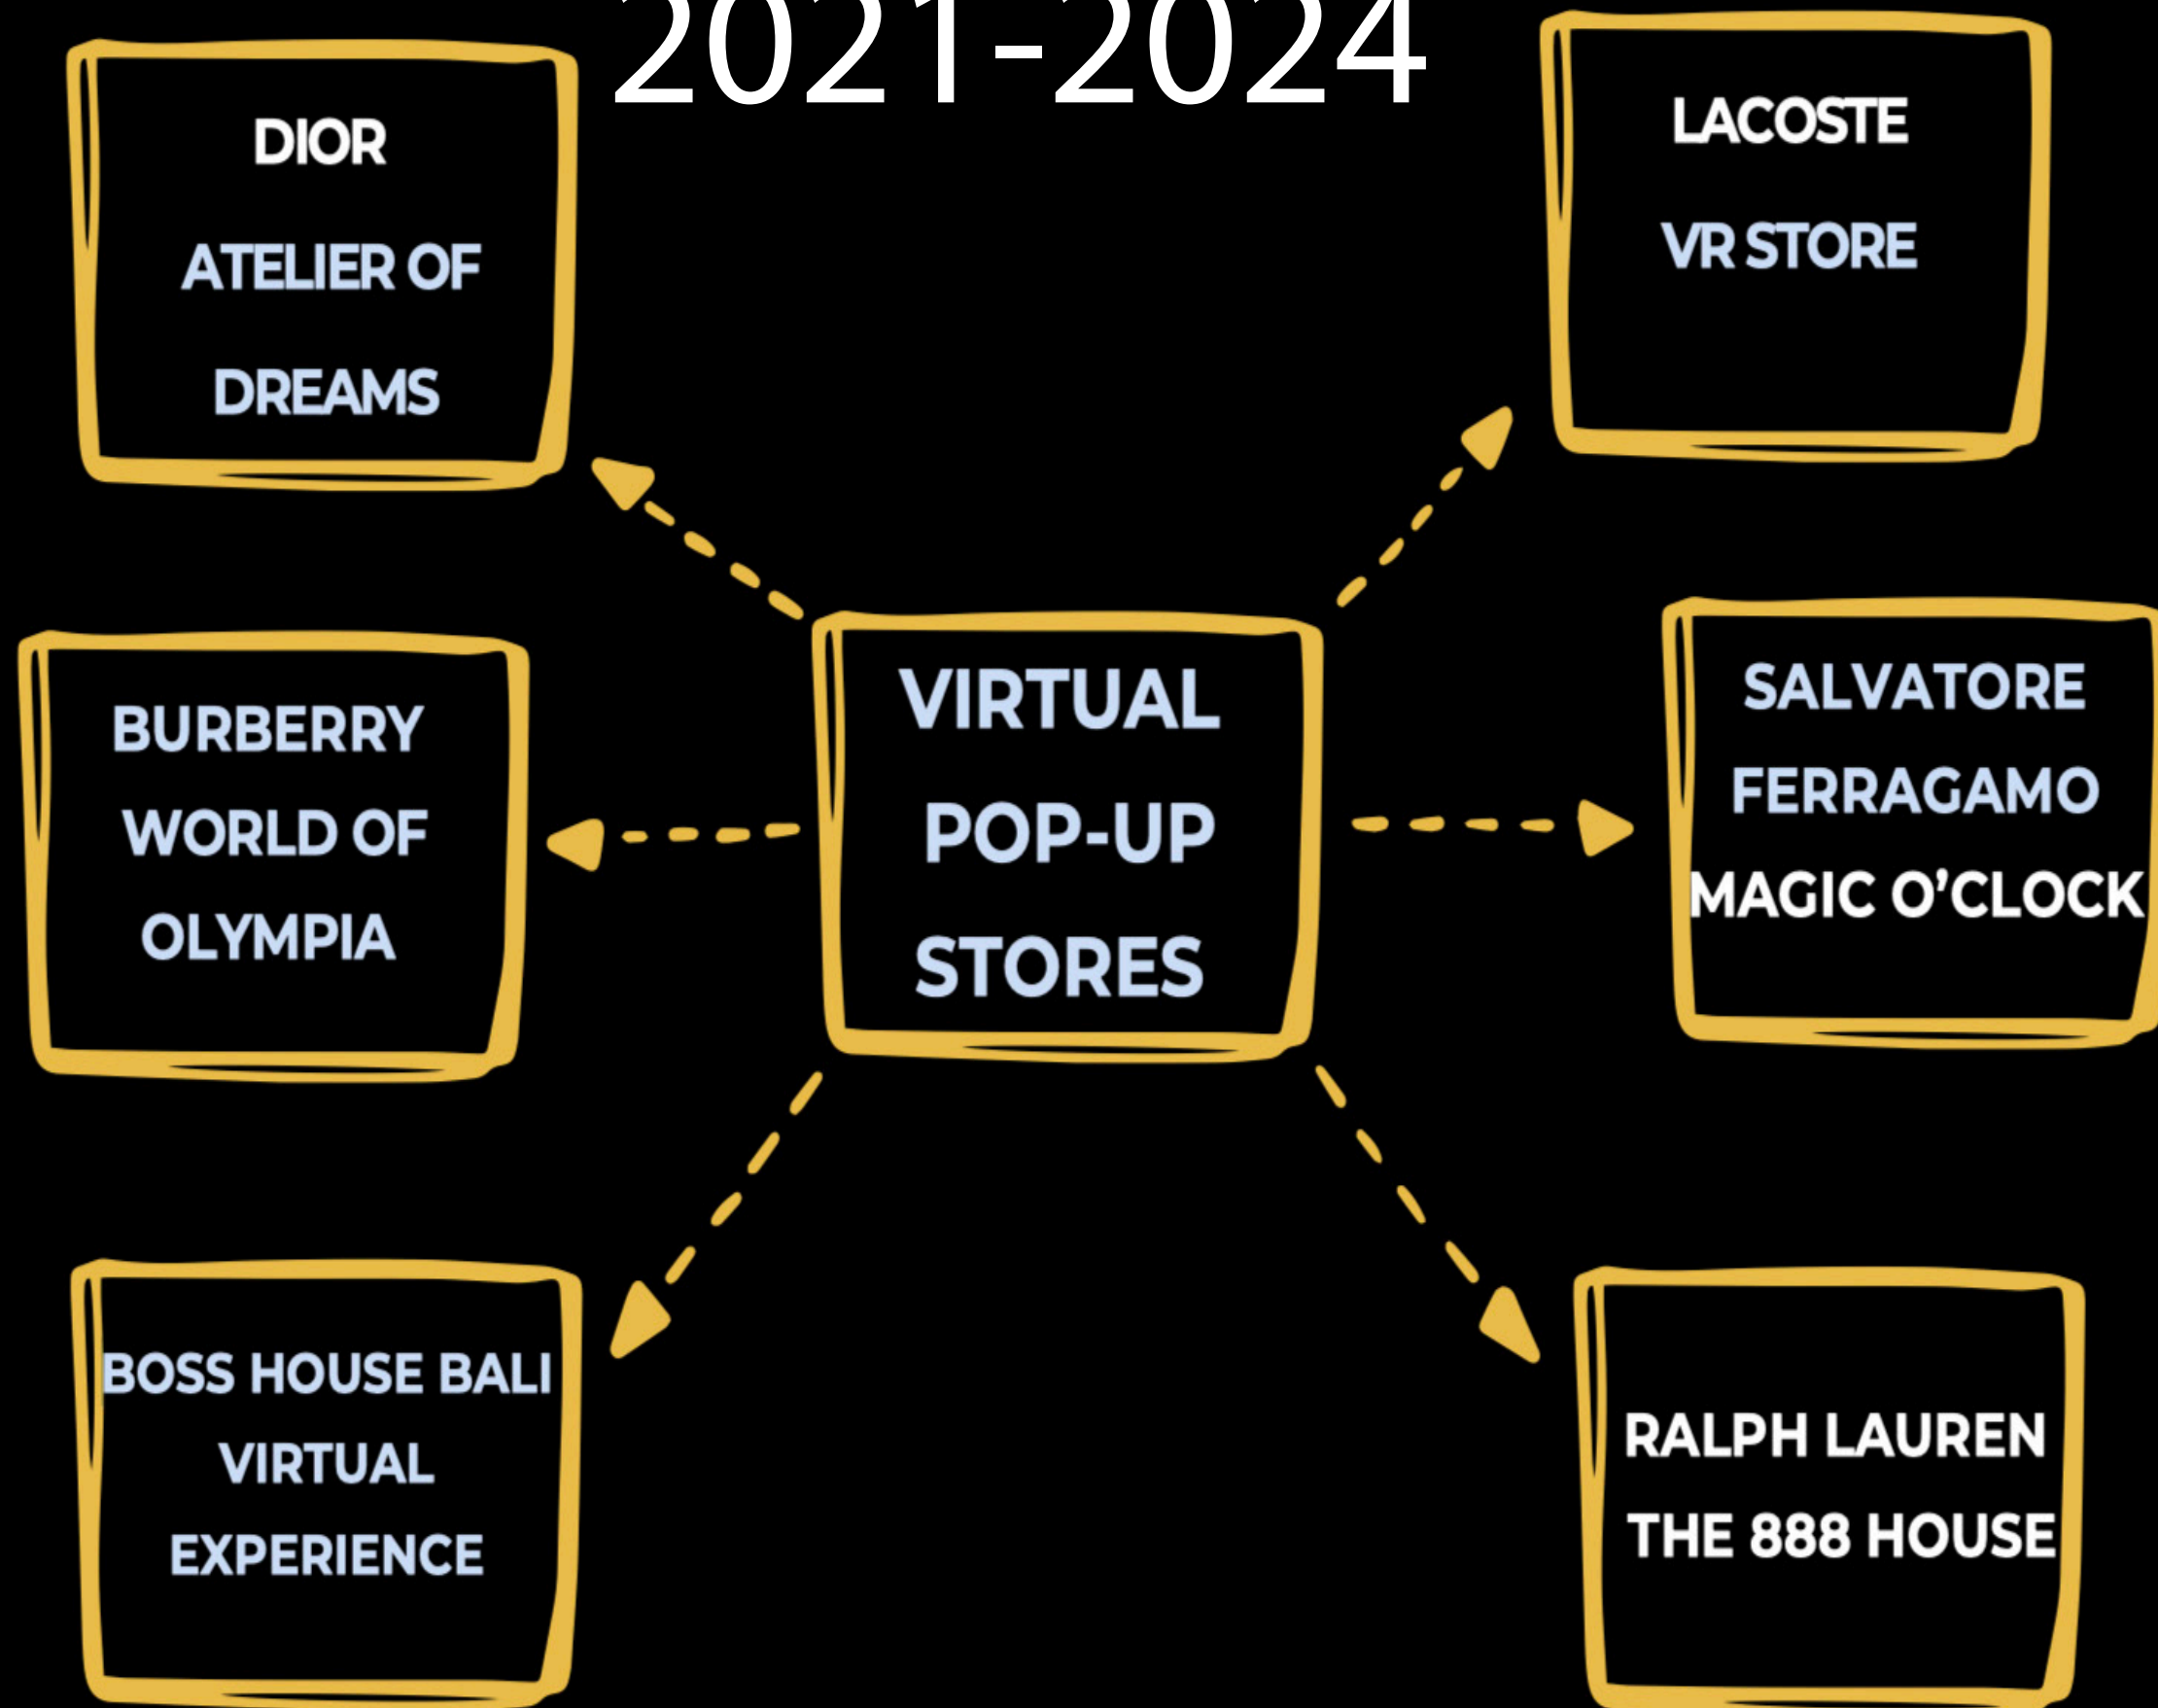 2021-2024
DIOR
ATELIER OF
DREAMS
LACOSTE
VR STORE
BURBERRY
WORLD OF
OLYMPIA
VIRTUAL
POP-UP
STORES
SALVATORE
FERRAGAMO
MAGIC O’CLOCK
BOSS HOUSE BALI
VIRTUAL
EXPERIENCE
RALPH LAUREN
THE 888 HOUSE